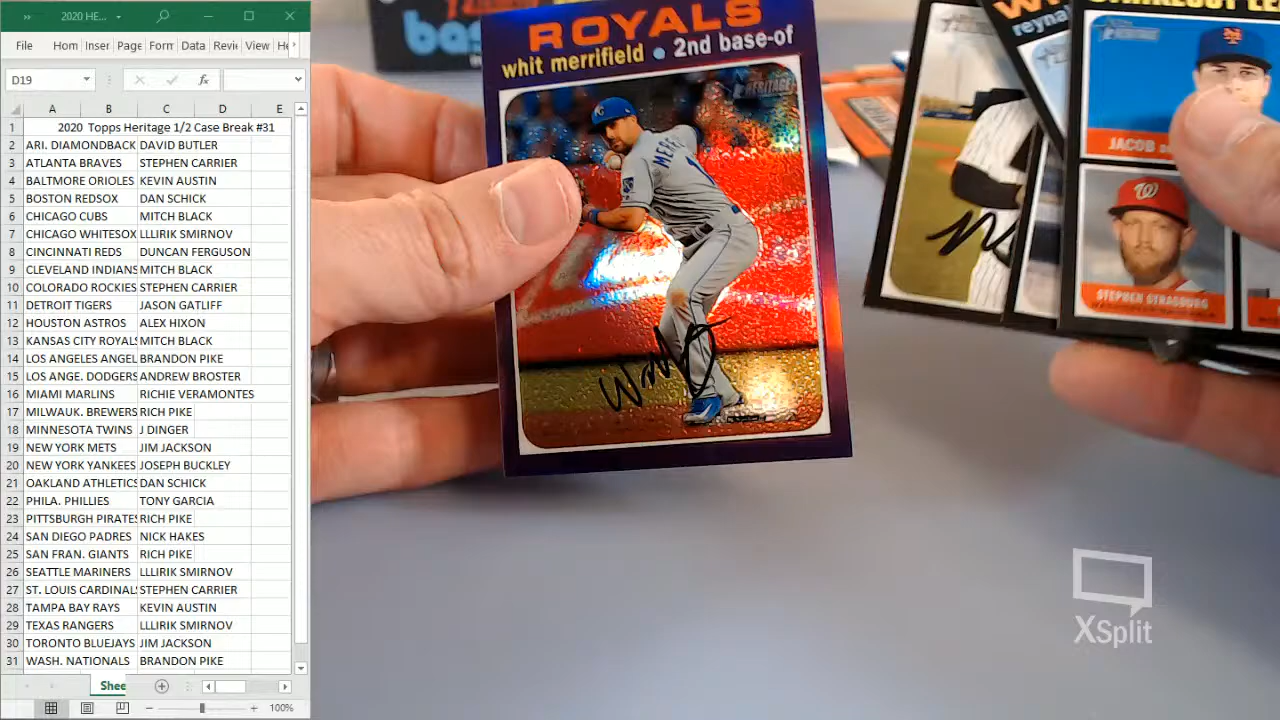 2020 HE...
File Hom Inser Page Forr Data Revi View He
D19
fx
A B C D E
1 2020 Topps Heritage 1/2 Case Break #31
2 ARI. DIAMONDBACK DAVID BUTLER
3 ATLANTA BRAVES STEPHEN CARRIER
4 BALTMORE ORIOLES KEVIN AUSTIN
5 BOSTON REDSOX DAN SCHICK
6 CHICAGO CUBS MITCH BLACK
7 CHICAGO WHITESOX LLLIRIK SMIRNOV
8 CINCINNATI REDS DUNCAN FERGUSON
9 CLEVELAND INDIANS MITCH BLACK
10 COLORADO ROCKIES STEPHEN CARRIER
11 DETROIT TIGERS JASON GATLIFF
12 HOUSTON ASTROS ALEX HIXON
13 KANSAS CITY ROYAL MITCH BLACK
14 LOS ANGELES ANGEL BRANDON PIKE
15 LOS ANGE. DODGERS ANDREW BROSTER
16 MIAMI MARLINS RICHIE VERAMONTES
17 MILWAUK. BREWERS RICH PIKE
18 MINNESOTA TWINS J DINGER
19 NEW YORK METS JIM JACKSON
20 NEW YORK YANKEES JOSEPH BUCKLEY
21 OAKLAND ATHLETICS DAN SCHICK
22 PHILA. PHILLIES TONY GARCIA
23 PITTSBURGH PIRATES RICH PIKE
24 SAN DIEGO PADRES NICK HAKES
25 SAN FRAN. GIANTS RICH PIKE
26 SEATTLE MARINERS LLLIRIK SMIRNOV
27 ST. LOUIS CARDINAL STEPHEN CARRIER
28 TAMPA BAY RAYS KEVIN AUSTIN
29 TEXAS RANGERS LLLIRIK SMIRNOV
30 TORONTO BLUEJAYS JIM JACKSON
31 WASH. NATIONALS BRANDON PIKE
Shee
100%
ROYALS
whit merrifield • 2nd base-of
HERITAGE
reyna
HERITAGE
JACOB
STEPHEN STRASBURG
XSplit